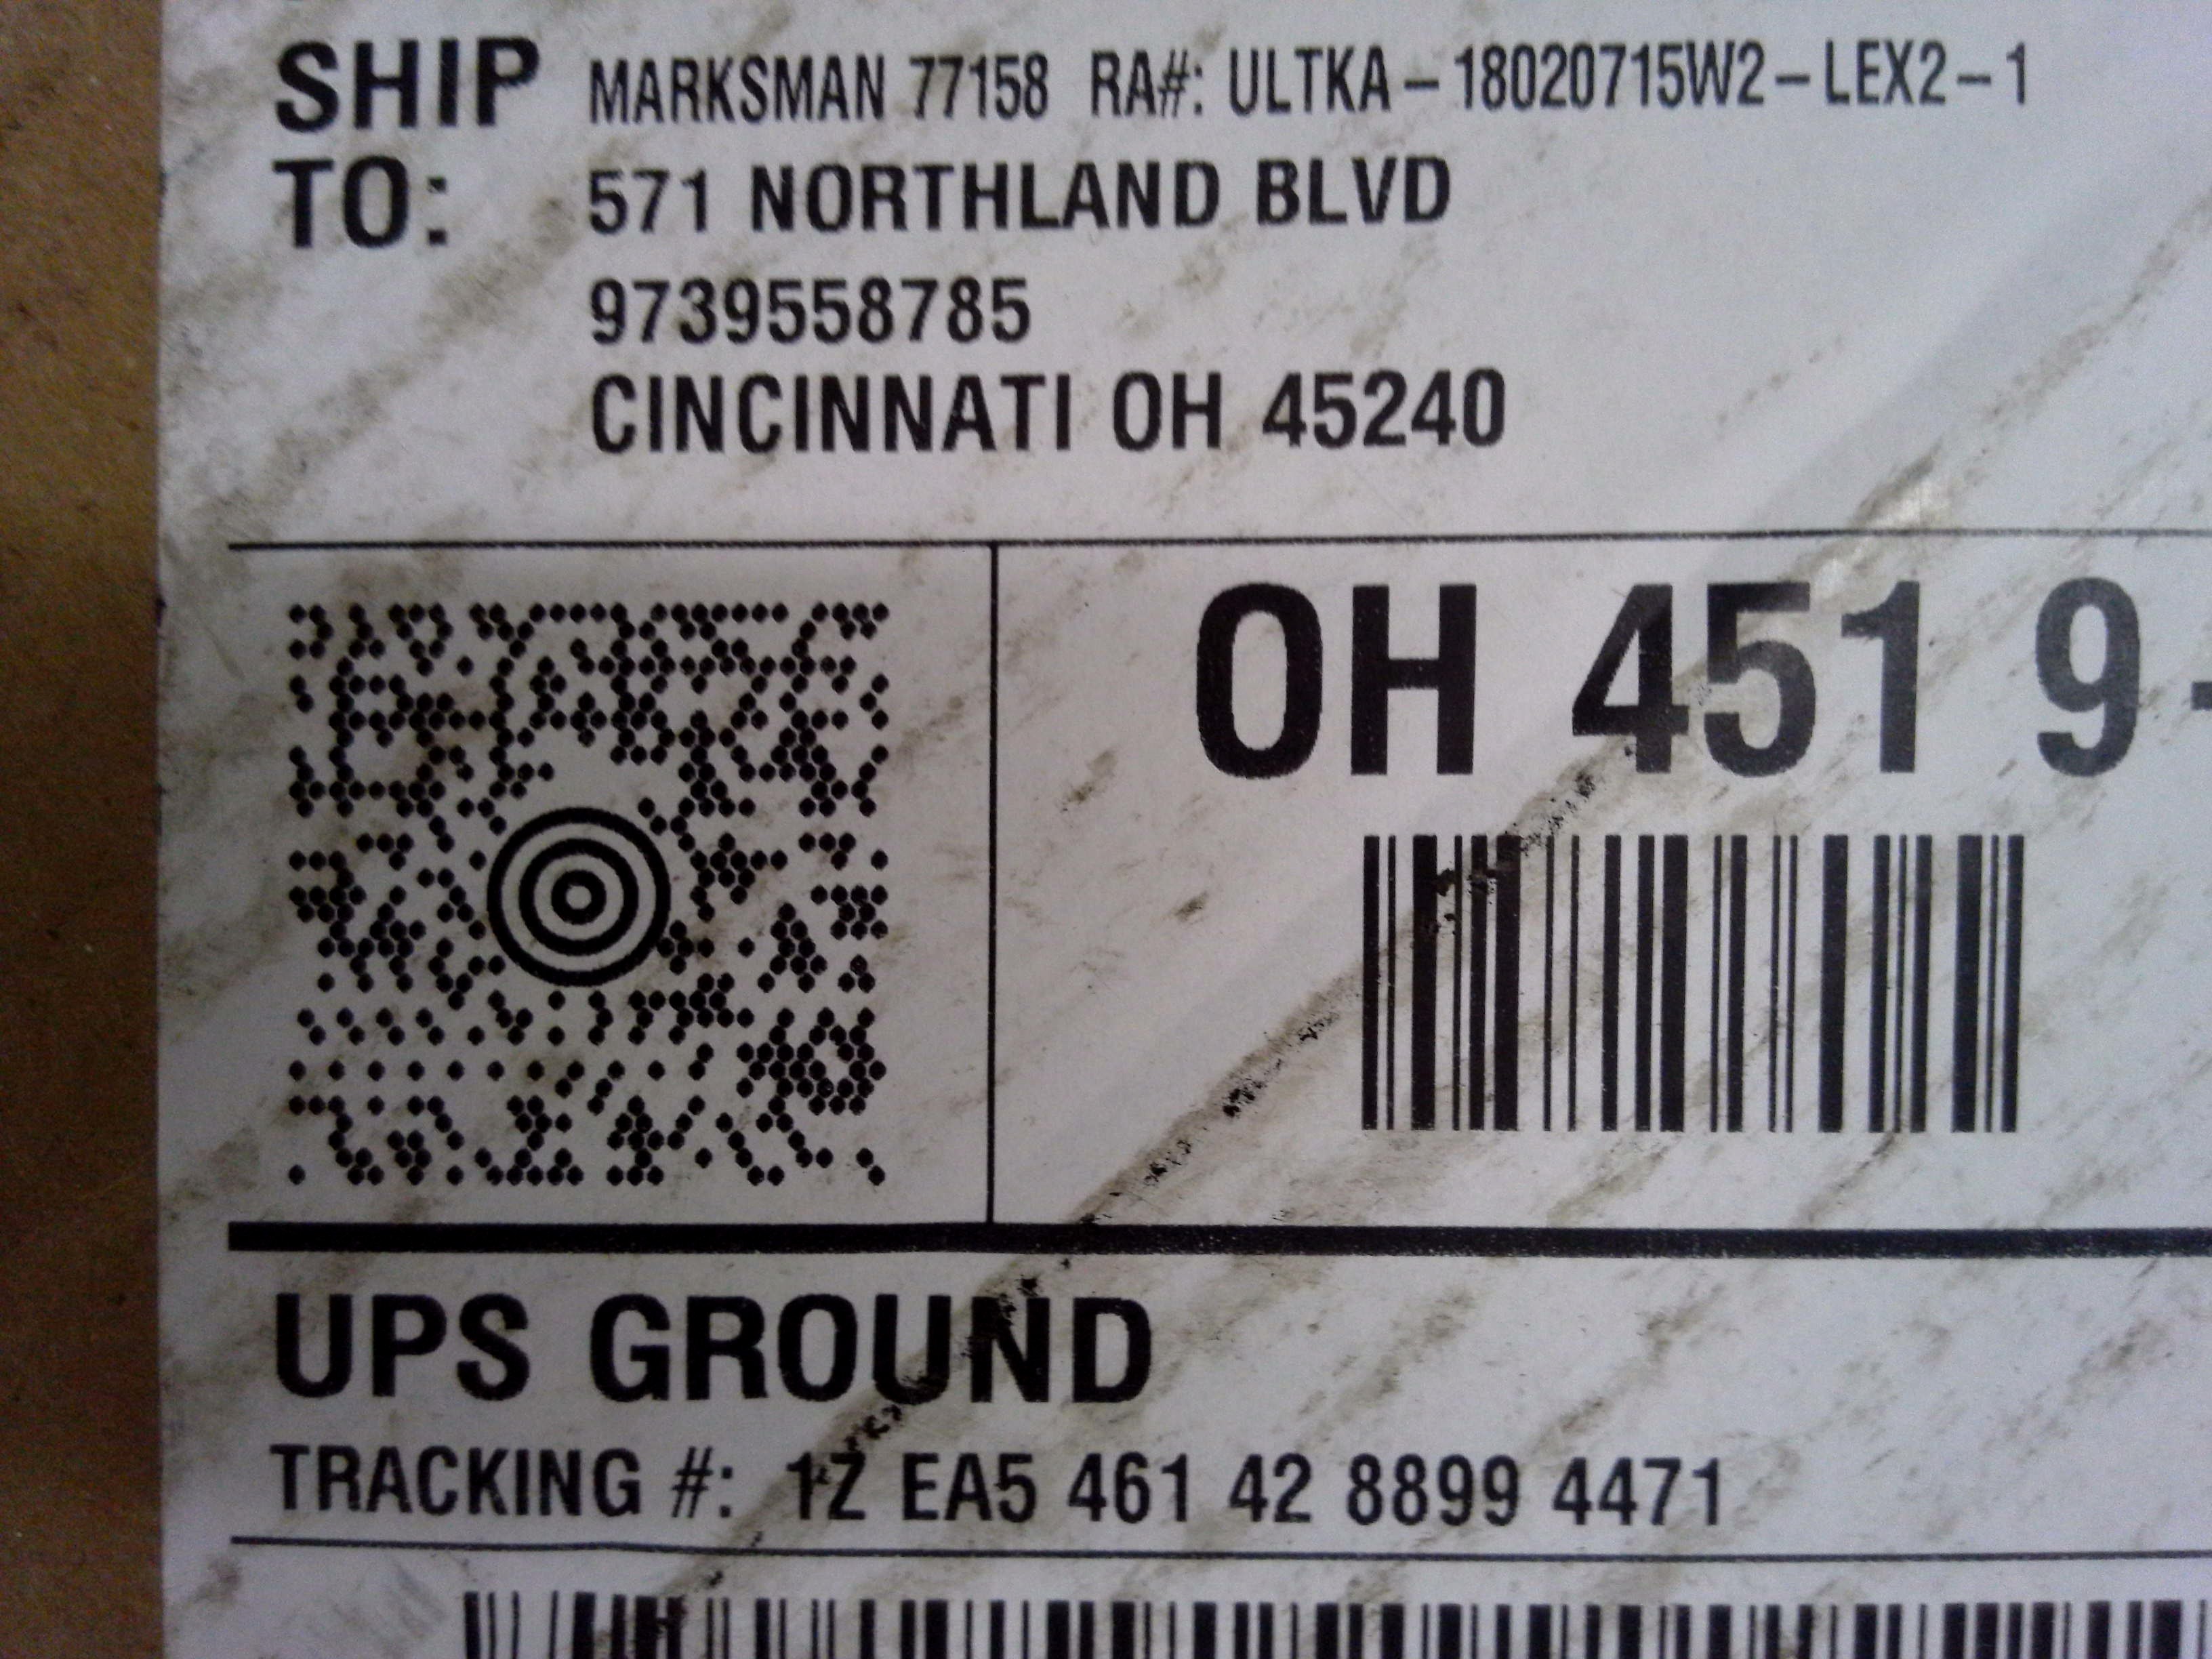 SHIP TO: MARKSMAN 77158 RA#: ULTKA-18020715W2-LEX2-1
571 NORTHLAND BLVD
9739558785
CINCINNATI OH 45240
OH 451 9-
UPS GROUND
TRACKING #: 1Z EA5 461 42 8899 4471